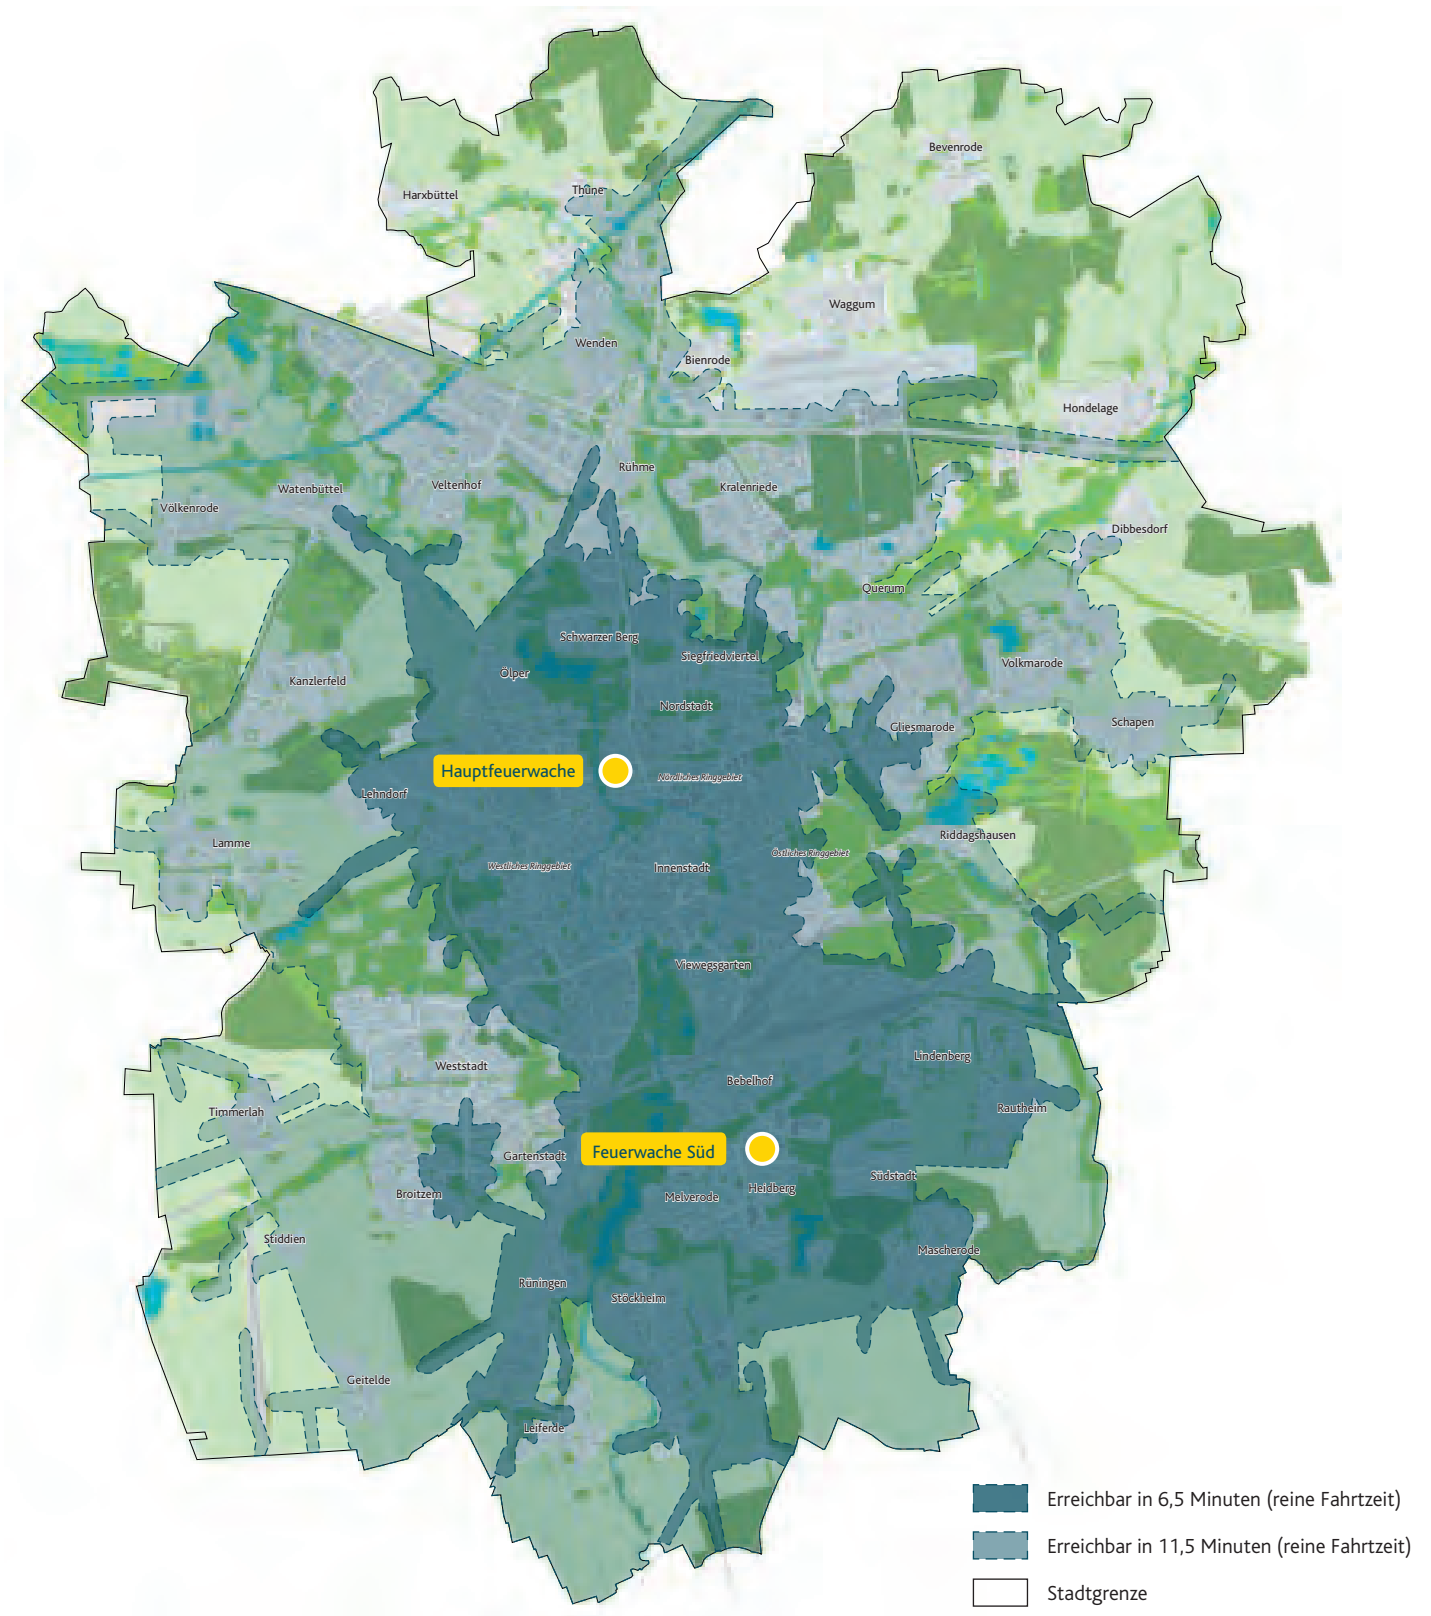 Bevenrode
Thune
Harxbüttel
Waggum
Wenden
Bienrode
Hondelage
Rühme
Veltenhof
Kralenriede
Watenbüttel
Völkenrode
Dibbesdorf
Querum
Schwarzer Berg
Siegfriedviertel
Volkmarode
Ölper
Kanzlerfeld
Nordstadt
Schapen
Gliesmarode
Hauptfeuerwache
Nördliches Ringgebiet
Lehndorf
Riddagshausen
Lamme
Östliches Ringgebiet
Westliches Ringgebiet
Innenstadt
Viewegsgarten
Lindenberg
Weststadt
Bebelhof
Rautheim
Timmerlah
Feuerwache Süd
Gartenstadt
Südstadt
Heidberg
Broitzem
Melverode
Stiddien
Mascherode
Rüningen
Stöckheim
Geitelde
Leiferde
Erreichbar in 6,5 Minuten (reine Fahrtzeit)
Erreichbar in 11,5 Minuten (reine Fahrtzeit)
Stadtgrenze